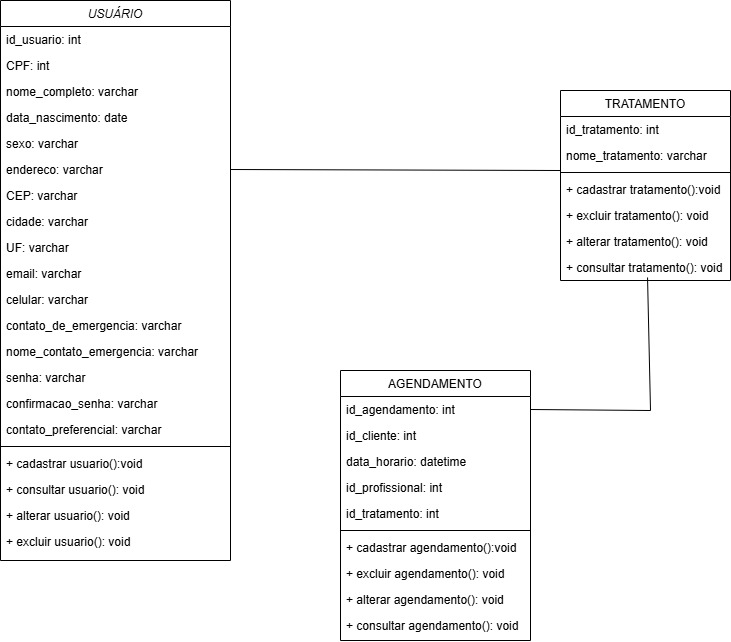 USUÁRIO
id_usuario: int
CPF: int
nome_completo: varchar
data_nascimento: date
sexo: varchar
endereco: varchar
CEP: varchar
cidade: varchar
UF: varchar
email: varchar
celular: varchar
contato_de_emergencia: varchar
nome_contato_emergencia: varchar
senha: varchar
confirmacao_senha: varchar
contato_preferencial: varchar
+ cadastrar usuario():void
+ consultar usuario(): void
+ alterar usuario(): void
+ excluir usuario(): void
TRATAMENTO
id_tratamento: int
nome_tratamento: varchar
+ cadastrar tratamento():void
+ excluir tratamento(): void
+ alterar tratamento(): void
+ consultar tratamento(): void
AGENDAMENTO
id_agendamento: int
id_cliente: int
data_horario: datetime
id_profissional: int
id_tratamento: int
+ cadastrar agendamento():void
+ excluir agendamento(): void
+ alterar agendamento(): void
+ consultar agendamento(): void